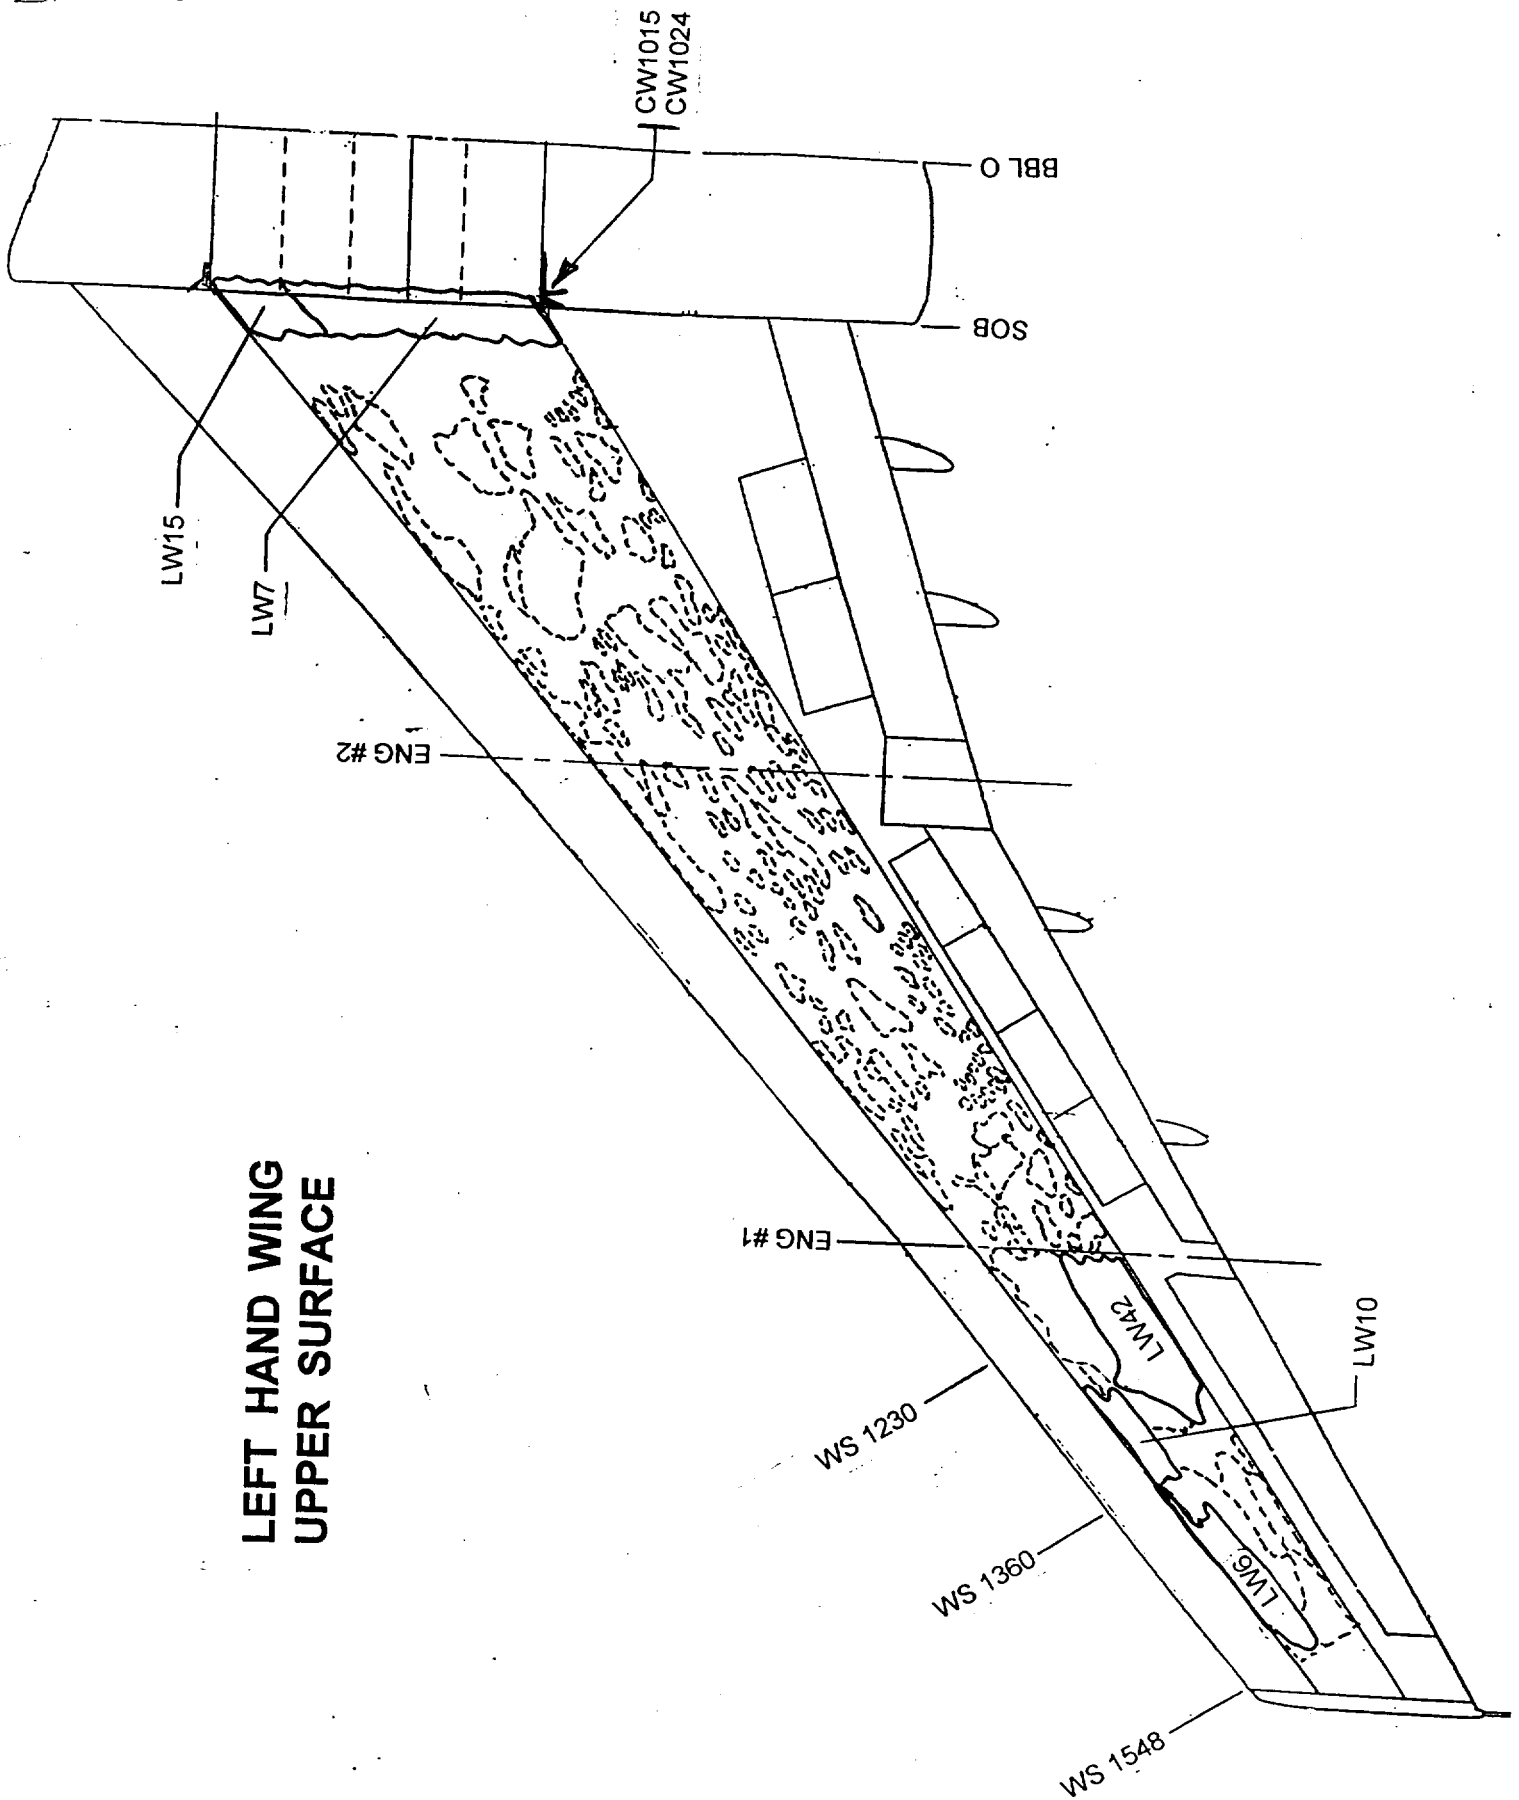 CW1015
CW1024
BBL O
SOB
LW15
LW7
ENG #2
ENG #1
LEFT HAND WING
UPPER SURFACE
LW42
LW10
WS 1230
WS 1360
LW6
WS 1548